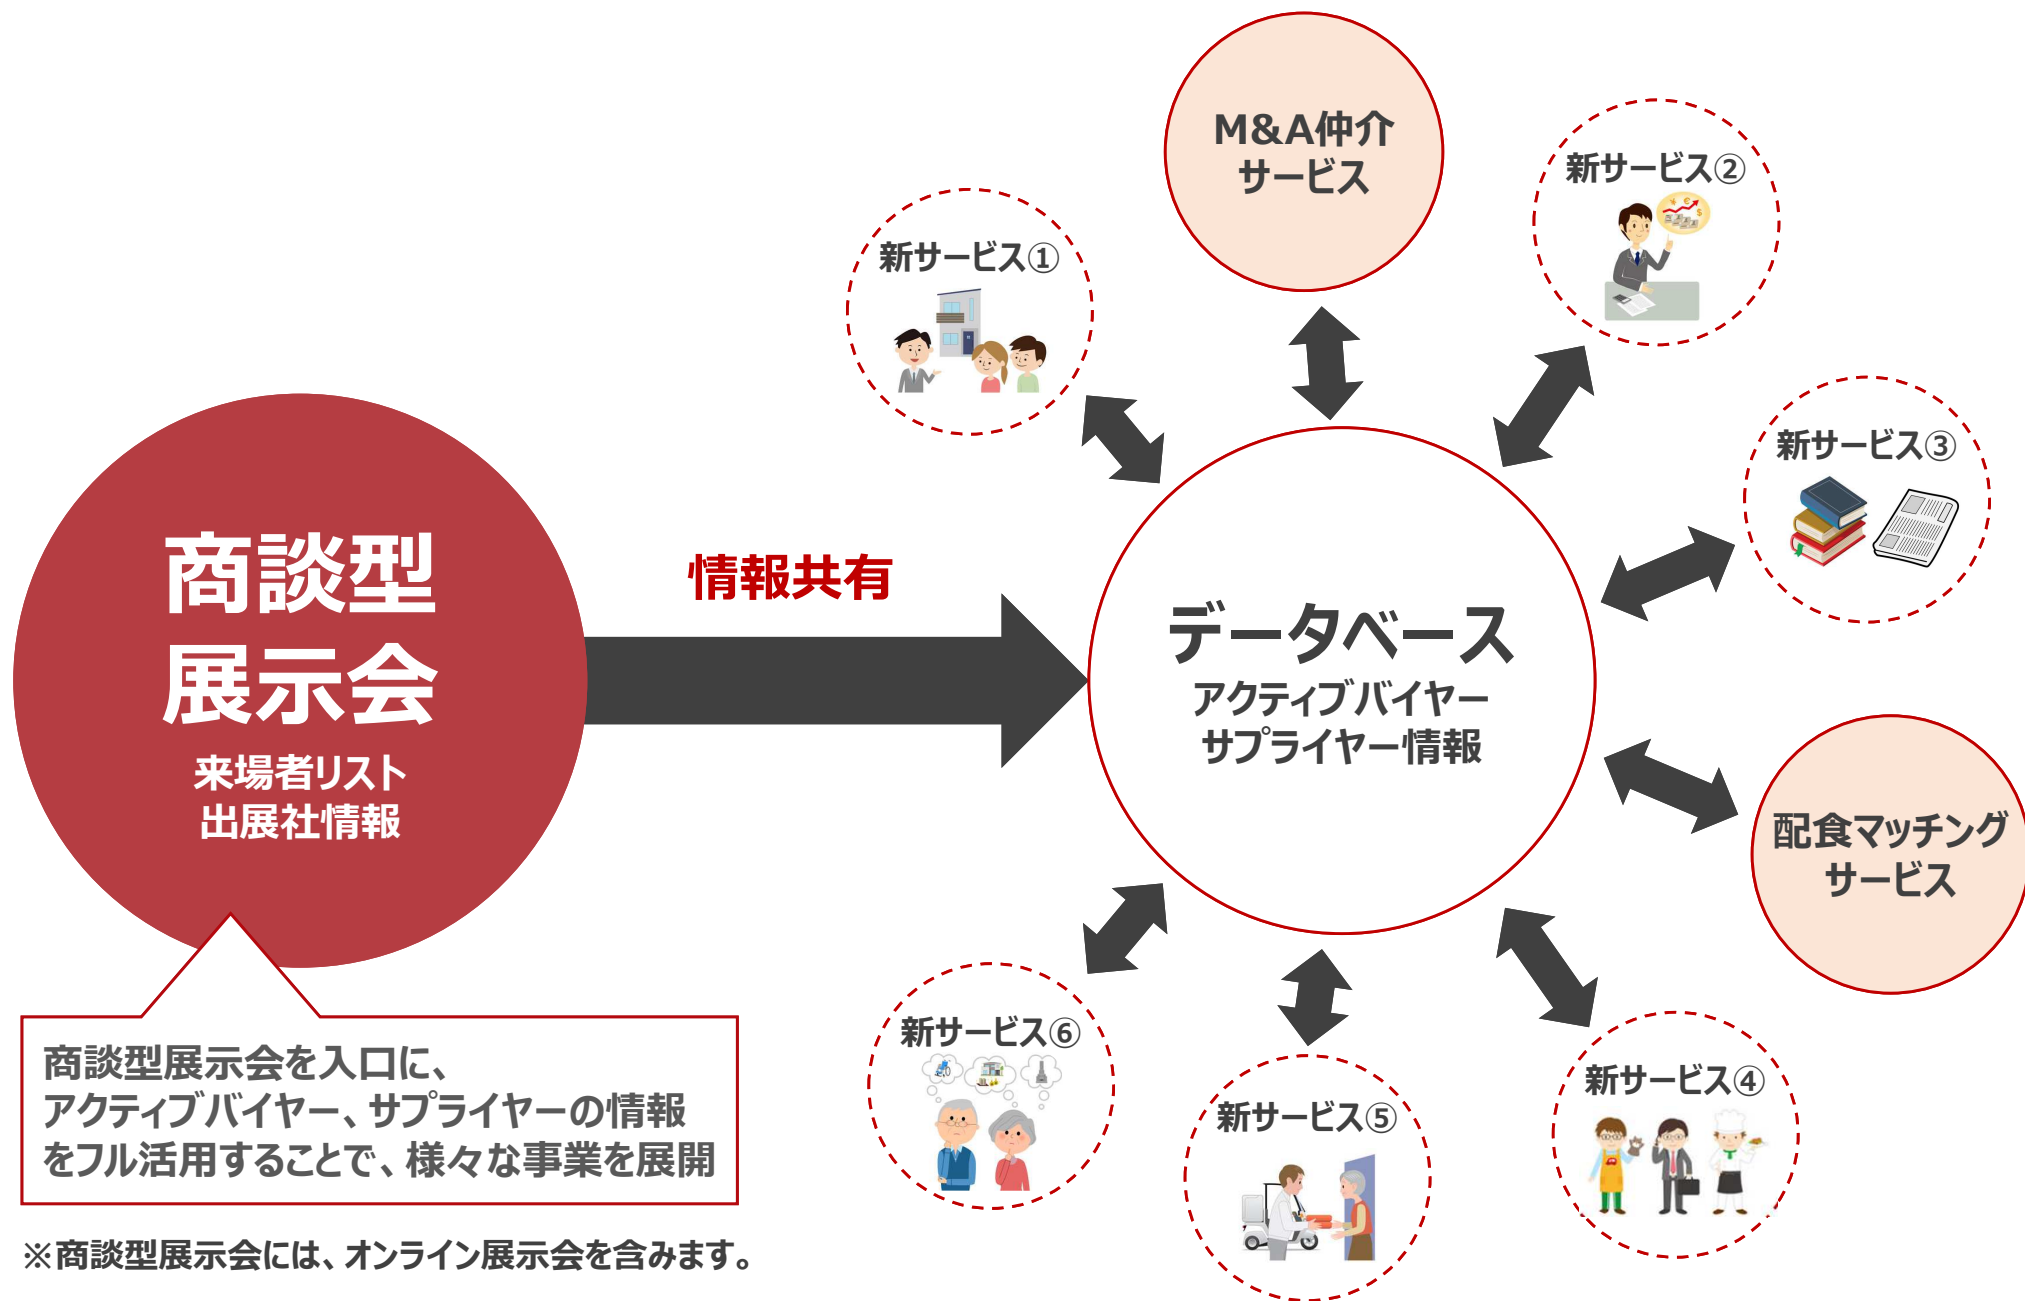 商談型
展示会
来場者リスト
出展社情報
商談型展示会を入口に、
アクティブバイヤー、サプライヤーの情報
をフル活用することで、様々な事業を展開
※商談型展示会には、オンライン展示会を含みます。
情報共有
データベース
アクティブバイヤー
サプライヤー情報
新サービス①
M&A仲介
サービス
新サービス②
新サービス③
配食マッチング
サービス
新サービス④
新サービス⑤
新サービス⑥